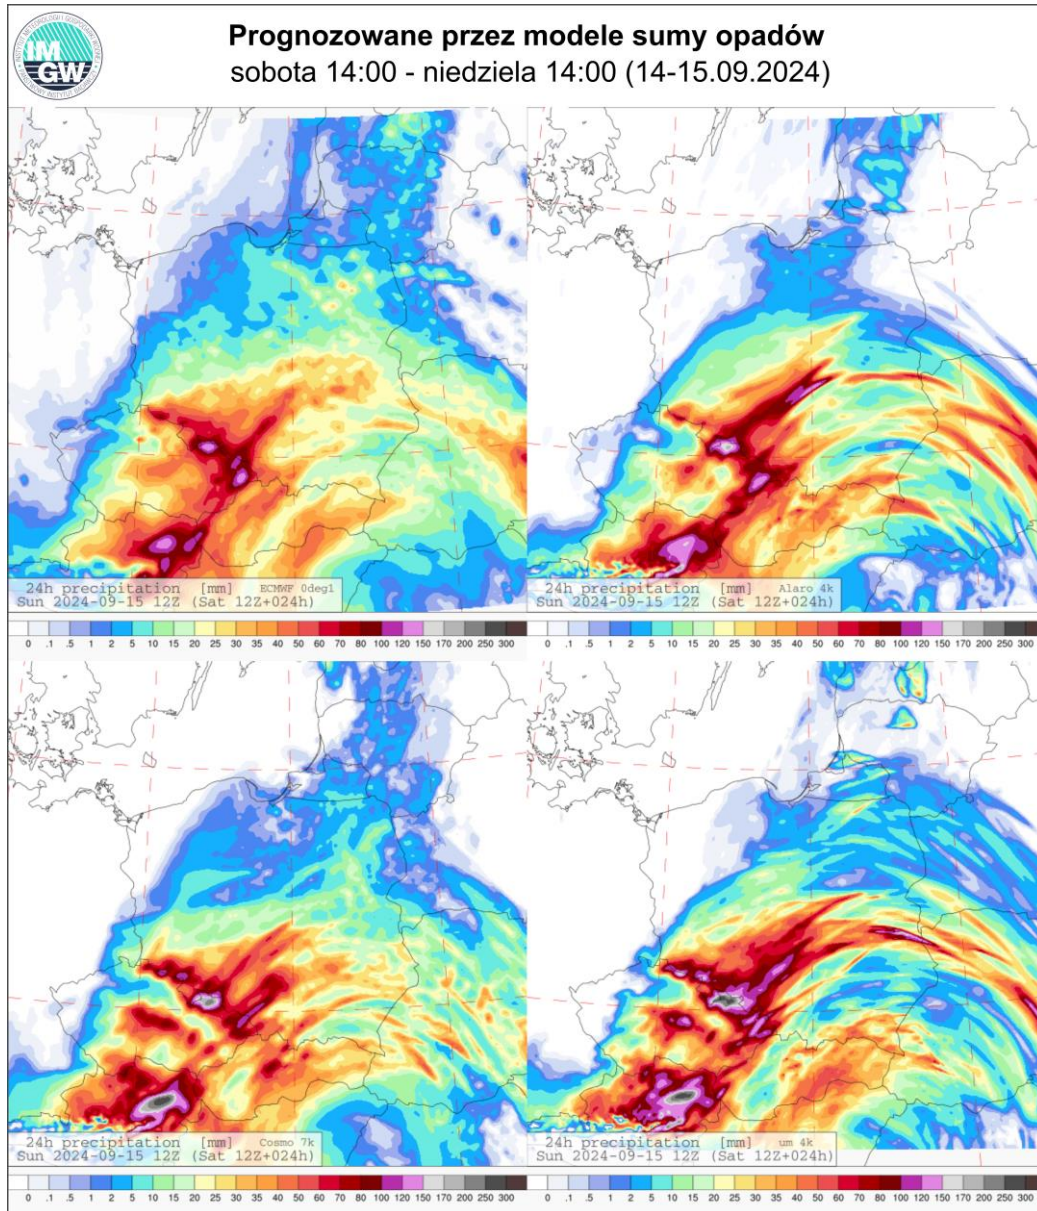 IM
GW
Prognozowane przez modele sumy opadów
sobota 14:00 - niedziela 14:00 (14-15.09.2024)
24h precipitation [mm] ECMWF 0deg1
Sun 2024-09-15 12Z (Sat 12Z+024h)
24h precipitation [mm] Alaro 4k
Sun 2024-09-15 12Z (Sat 12Z+024h)
0 .1 .5 1 2 5 10 15 20 25 30 35 40 50 60 70 80 100 120 150 170 200 250 300
0 .1 .5 1 2 5 10 15 20 25 30 35 40 50 60 70 80 100 120 150 170 200 250 300
24h precipitation [mm] Cosmo 7k
Sun 2024-09-15 12Z (Sat 12Z+024h)
24h precipitation [mm] um 4k
Sun 2024-09-15 12Z (Sat 12Z+024h)
0 .1 .5 1 2 5 10 15 20 25 30 35 40 50 60 70 80 100 120 150 170 200 250 300
0 .1 .5 1 2 5 10 15 20 25 30 35 40 50 60 70 80 100 120 150 170 200 250 300